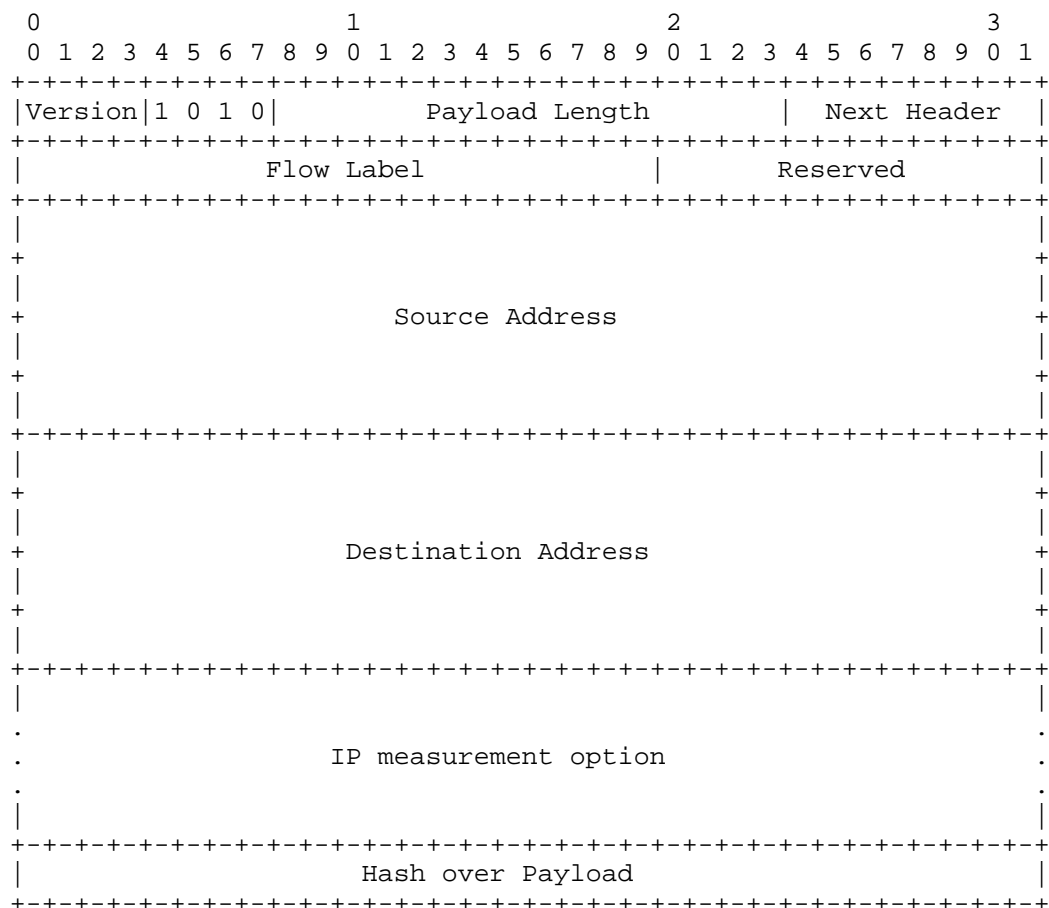 0                   1                   2                   3
 0 1 2 3 4 5 6 7 8 9 0 1 2 3 4 5 6 7 8 9 0 1 2 3 4 5 6 7 8 9 0 1
+-+-+-+-+-+-+-+-+-+-+-+-+-+-+-+-+-+-+-+-+-+-+-+-+-+-+-+-+-+-+-+-+
|Version|1 0 1 0|         Payload Length        |  Next Header  |
+-+-+-+-+-+-+-+-+-+-+-+-+-+-+-+-+-+-+-+-+-+-+-+-+-+-+-+-+-+-+-+-+
|               Flow Label              |       Reserved        |
+-+-+-+-+-+-+-+-+-+-+-+-+-+-+-+-+-+-+-+-+-+-+-+-+-+-+-+-+-+-+-+-+
|                                                               |
+                                                               +
|                                                               |
+                       Source Address                          +
|                                                               |
+                                                               +
|                                                               |
+-+-+-+-+-+-+-+-+-+-+-+-+-+-+-+-+-+-+-+-+-+-+-+-+-+-+-+-+-+-+-+-+
|                                                               |
+                                                               +
|                                                               |
+                    Destination Address                        +
|                                                               |
+                                                               +
|                                                               |
+-+-+-+-+-+-+-+-+-+-+-+-+-+-+-+-+-+-+-+-+-+-+-+-+-+-+-+-+-+-+-+-+
|                                                               |
.                                                               .
.                   IP measurement option                       .
.                                                               .
|                                                               |
+-+-+-+-+-+-+-+-+-+-+-+-+-+-+-+-+-+-+-+-+-+-+-+-+-+-+-+-+-+-+-+-+
|                     Hash over Payload                         |
+-+-+-+-+-+-+-+-+-+-+-+-+-+-+-+-+-+-+-+-+-+-+-+-+-+-+-+-+-+-+-+-+